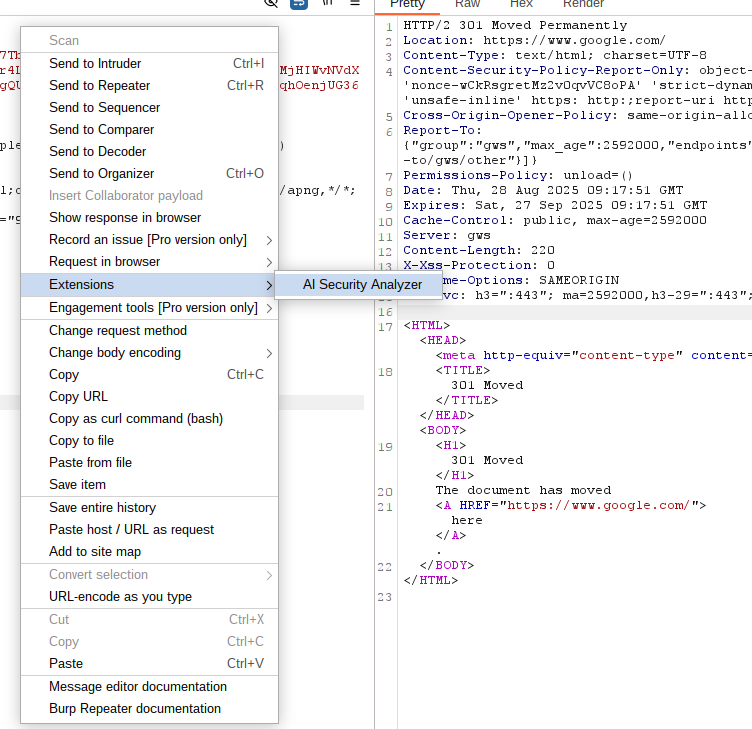 Pretty Raw Hex Render
Scan
Send to Intruder Ctrl+I
Send to Repeater Ctrl+R
Send to Sequencer
Send to Comparer
Send to Decoder
Send to Organizer Ctrl+O
Insert Collaborator payload
Show response in browser
Record an issue [Pro version only]
Request in browser
Extensions
AI Security Analyzer
Engagement tools [Pro version only]
Change request method
Change body encoding
Copy Ctrl+C
Copy URL
Copy as curl command (bash)
Copy to file
Paste from file
Save item
Save entire history
Paste host / URL as request
Add to site map
Convert selection
URL-encode as you type
Cut Ctrl+X
Copy Ctrl+C
Paste Ctrl+V
Message editor documentation
Burp Repeater documentation
MjHIWvNVdX
qhOenjUG36
/apng,*/*;
1 HTTP/2 301 Moved Permanently
2 Location: https://www.google.com/
3 Content-Type: text/html; charset=UTF-8
4 Content-Security-Policy-Report-Only: object-
'nonce-wCkRsgretMz2vOqvVC8oPA' 'strict-dynam
'unsafe-inline' https: http:;report-uri http
5 Cross-Origin-Opener-Policy: same-origin-allo
6 Report-To:
{"group":"gws","max_age":2592000,"endpoints"
-to/gws/other"}]}
7 Permissions-Policy: unload=()
8 Date: Thu, 28 Aug 2025 09:17:51 GMT
9 Expires: Sat, 27 Sep 2025 09:17:51 GMT
10 Cache-Control: public, max-age=2592000
11 Server: gws
12 Content-Length: 220
13 X-Xss-Protection: 0
me-Options: SAMEORIGIN
vc: h3=":443"; ma=2592000,h3-29=":443";
16
17 <HTML>
<HEAD>
<meta http-equiv="content-type" content=
18 <TITLE>
301 Moved
</TITLE>
</HEAD>
<BODY>
19 <H1>
301 Moved
</H1>
20 The document has moved
21 <A HREF="https://www.google.com/">
here
</A>
.
22 </BODY>
</HTML>
23